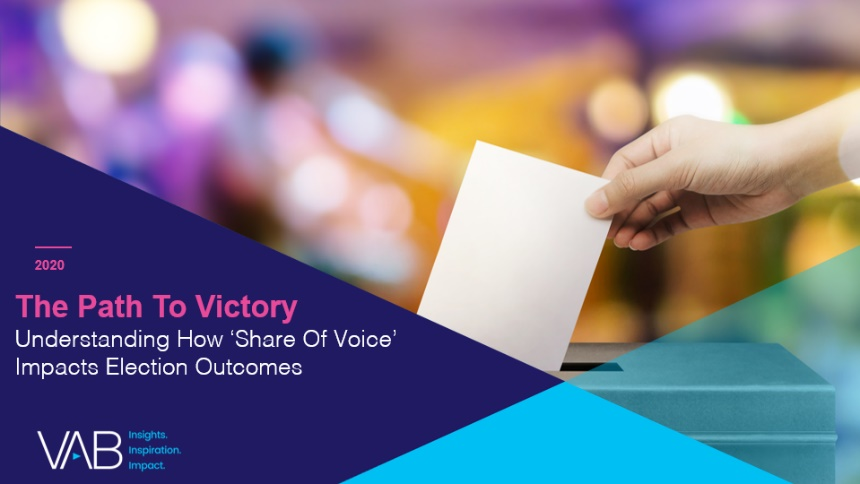 2020
The Path To Victory
Understanding How ‘Share Of Voice’
Impacts Election Outcomes
VAB
Insights.
Inspiration.
Impact.